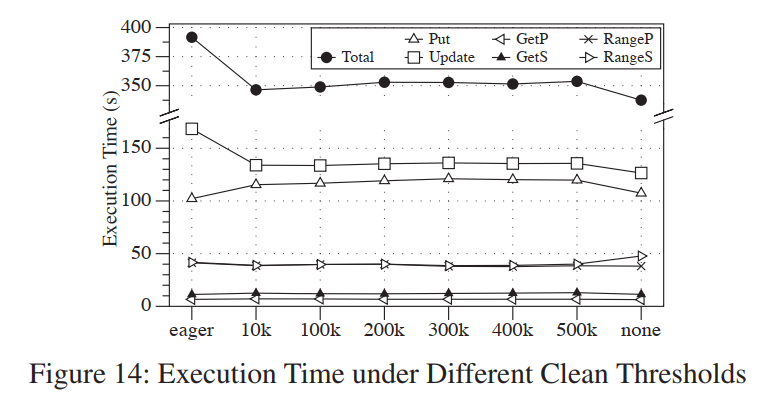 400
375
350
150
100
50
0
Execution Time (s)
Total
Put
Update
GetP
GetS
RangeP
RangeS
eager 10k 100k 200k 300k 400k 500k none
Figure 14: Execution Time under Different Clean Thresholds